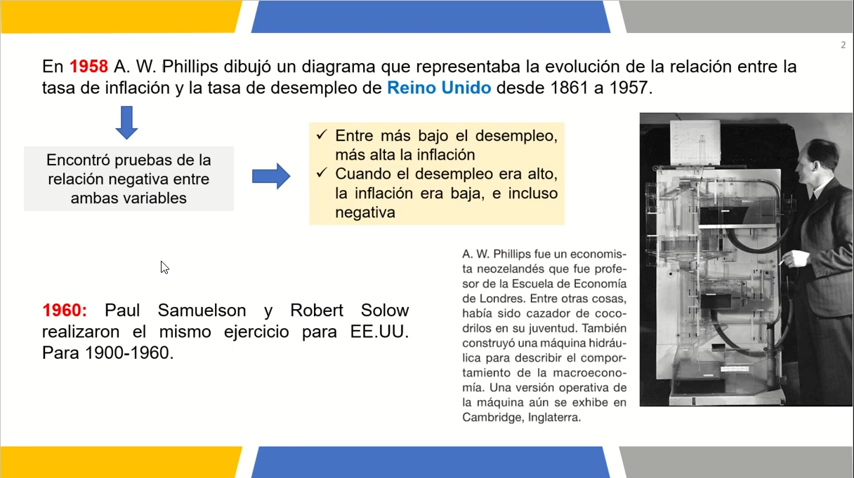 2
En 1958 A. W. Phillips dibujó un diagrama que representaba la evolución de la relación entre la
tasa de inflación y la tasa de desempleo de Reino Unido desde 1861 a 1957.
Encontró pruebas de la
relación negativa entre
ambas variables
✓ Entre más bajo el desempleo,
más alta la inflación
✓ Cuando el desempleo era alto,
la inflación era baja, e incluso
negativa
A. W. Phillips fue un economis-
ta neozelandés que fue profe-
sor de la Escuela de Economía
de Londres. Entre otras cosas,
había sido cazador de coco-
drilos en su juventud. También
construyó una máquina hidráu-
lica para describir el compor-
tamiento de la macroecono-
mía. Una versión operativa de
la máquina aún se exhibe en
Cambridge, Inglaterra.
1960: Paul Samuelson y Robert Solow
realizaron el mismo ejercicio para EE.UU.
Para 1900-1960.